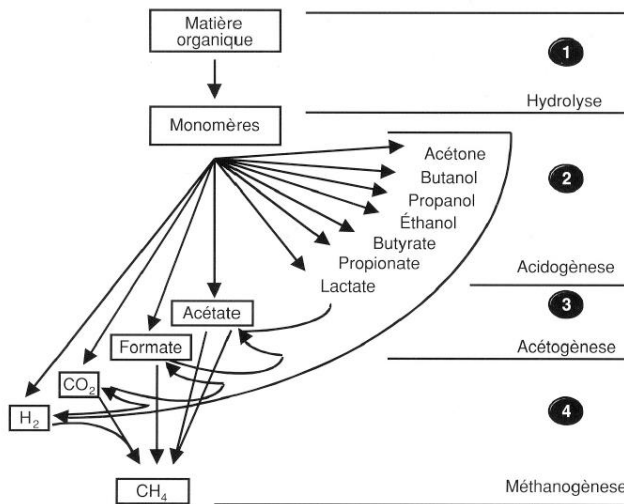 Matière
organique
1
Hydrolyse
Monomères
Acétone
Butanol
2
Propanol
Éthanol
Butyrate
Propionate
Acidogènese
Lactate
3
Acétate
Formate
Acétogènese
CO₂
H₂
4
CH₄
Méthanogènese